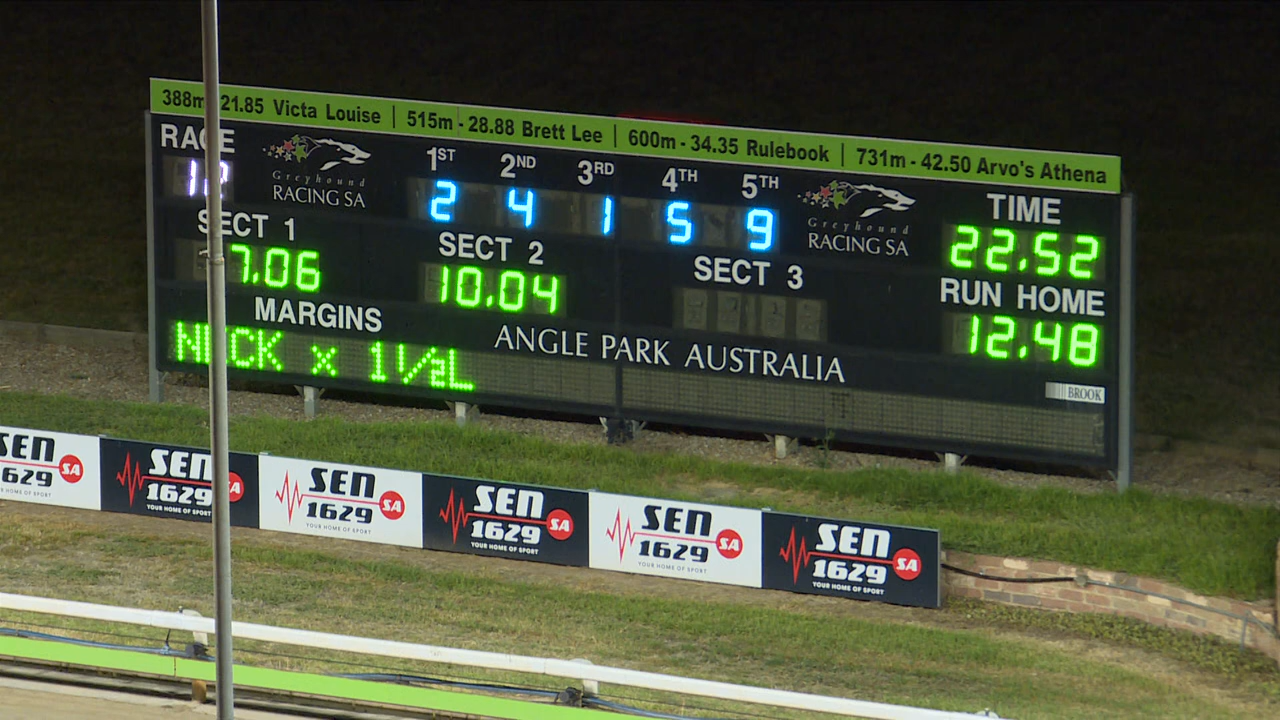 388m 21.85 Victa Louise | 515m - 28.88 Brett Lee | 600m - 34.35 Rulebook | 731m - 42.50 Arvo's Athena
RACE
Greyhound
RACING SA
1ST 2ND 3RD 4TH 5TH
2 4 1 5 9
Greyhound
RACING SA
TIME
22.52
SECT 1
7.06
SECT 2
10.04
SECT 3
RUN HOME
12.48
MARGINS
NECK x 1 1/2L
ANGLE PARK AUSTRALIA
BROOK
SEN
629 SA
YOUR HOME OF SPORT
SEN
1629 SA
YOUR HOME OF SPORT
SEN
1629 SA
YOUR HOME OF SPORT
SEN
1629 SA
YOUR HOME OF SPORT
SEN
1629 SA
YOUR HOME OF SPORT
SEN
1629 SA
YOUR HOME OF SPORT